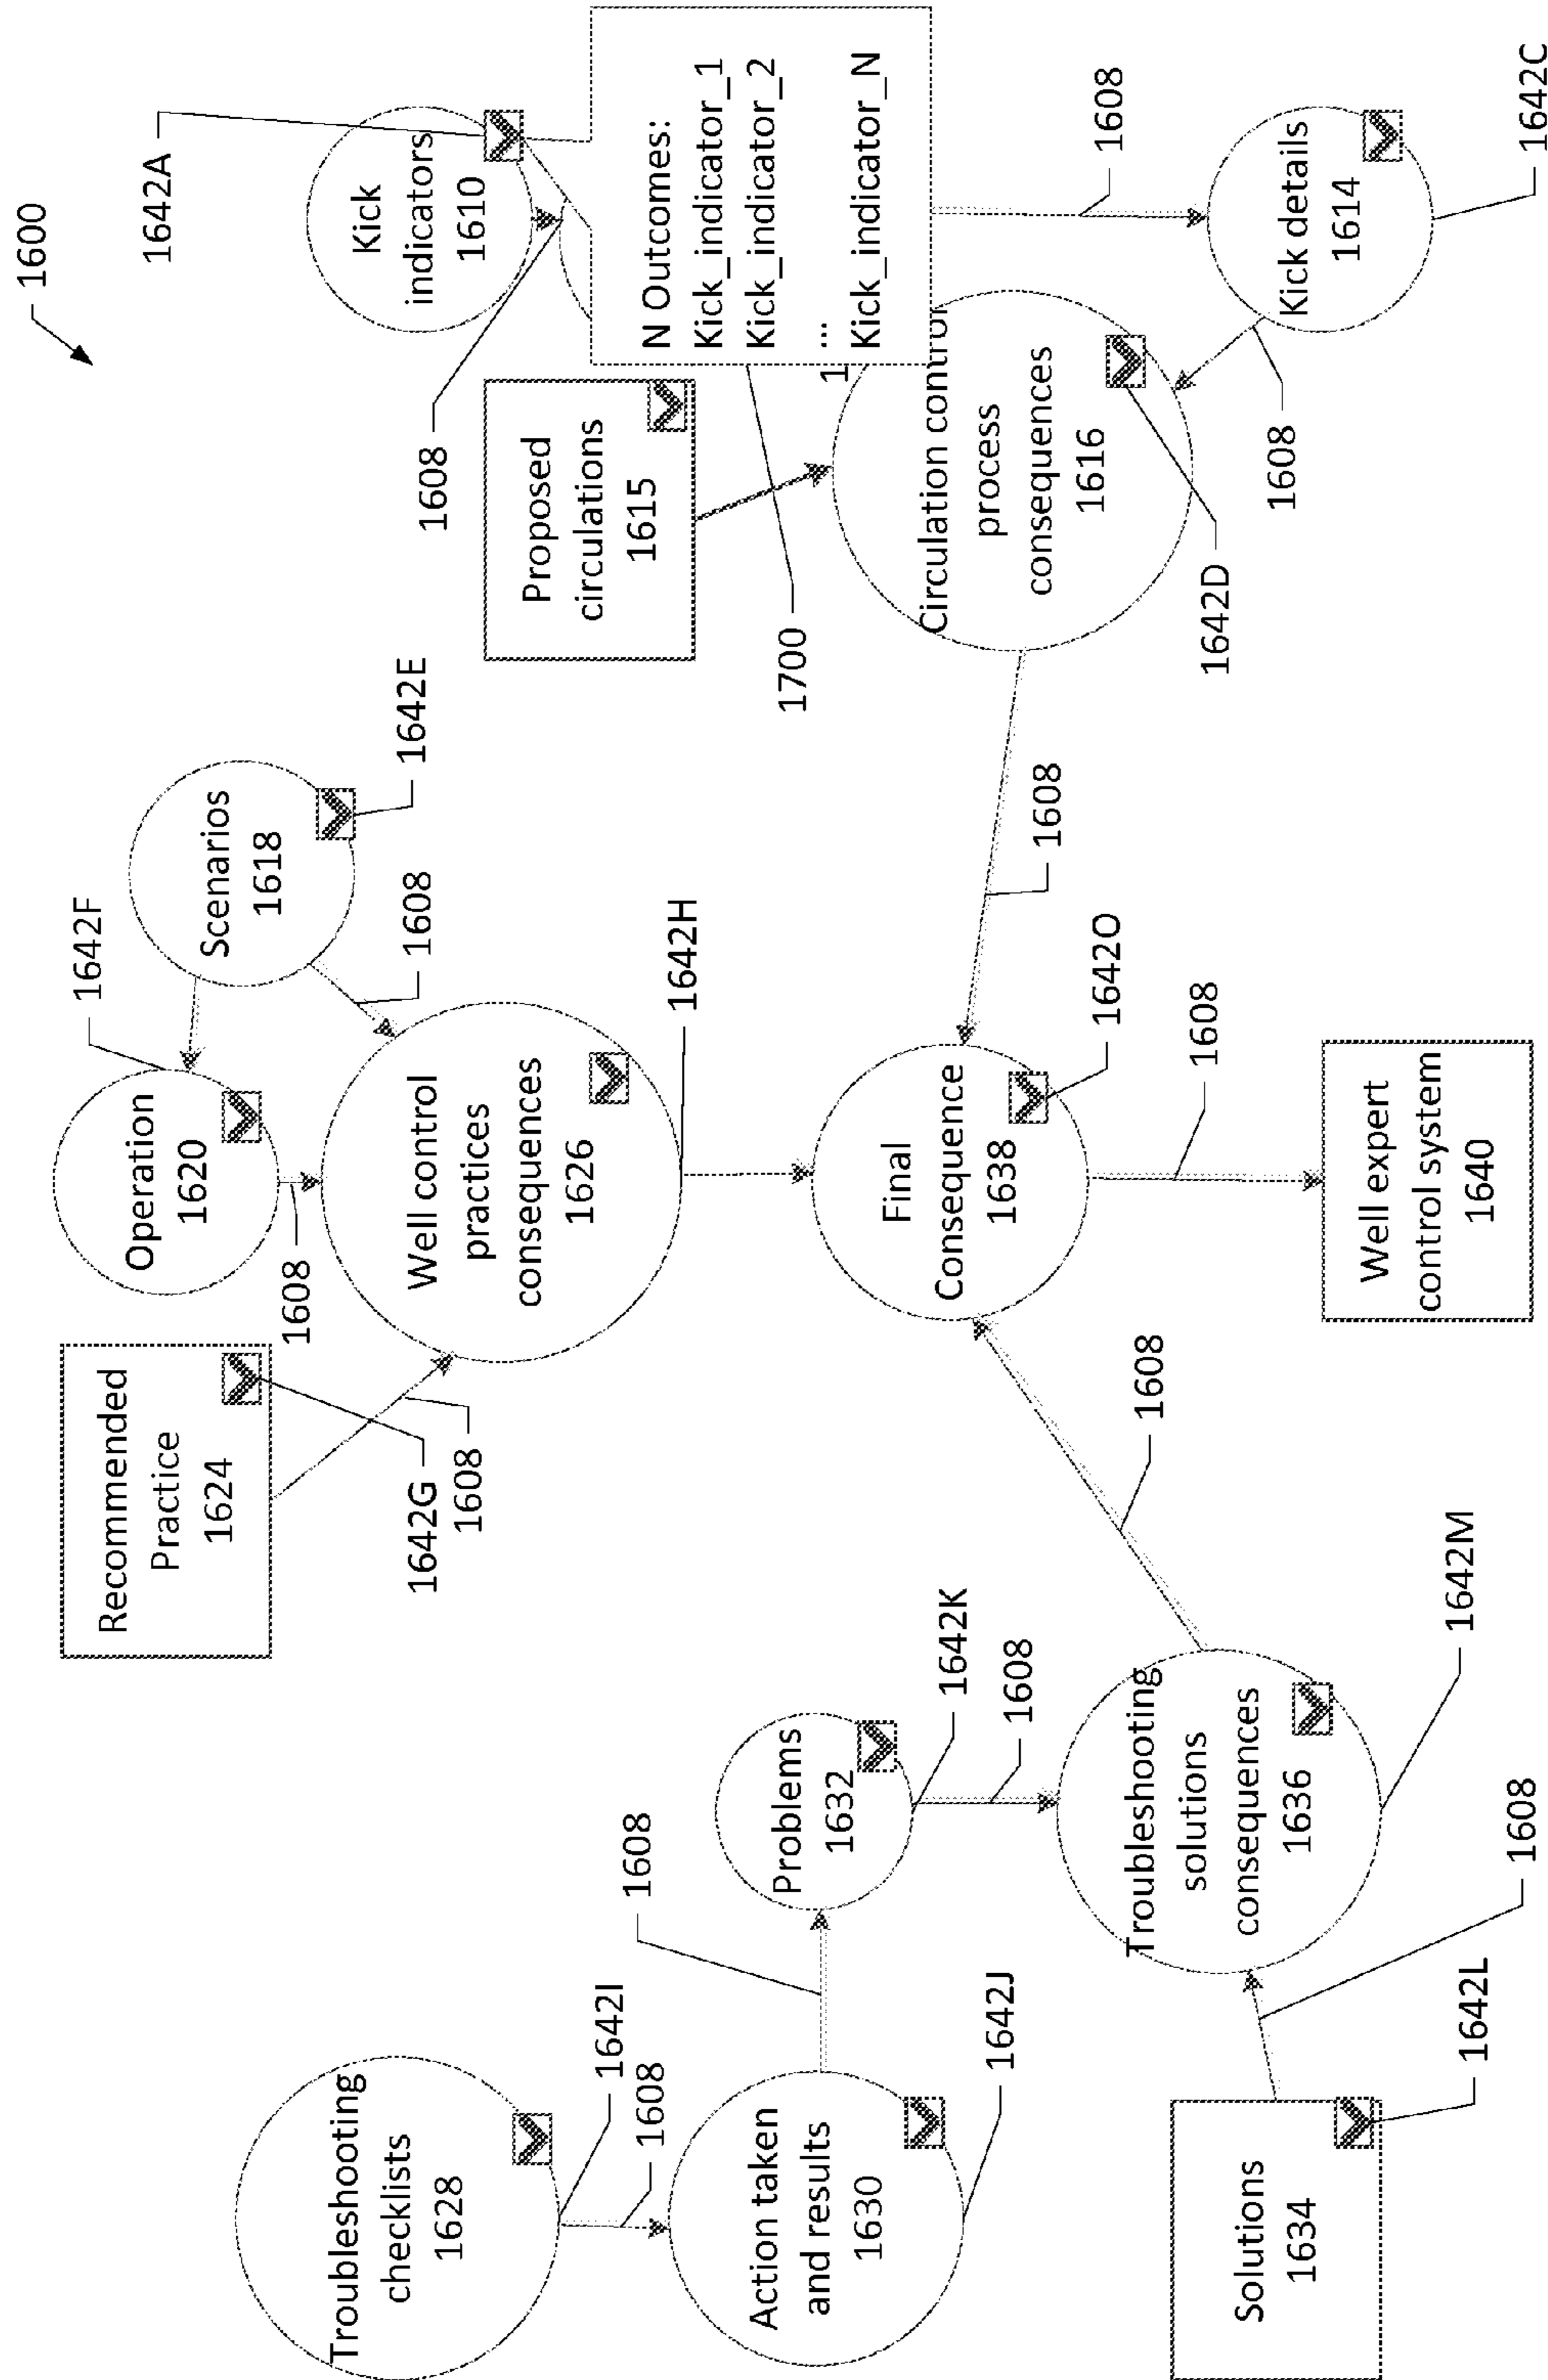 1600
1642A
Kick
indicators
1610
1608
N Outcomes:
Kick_indicator_1
Kick_indicator_2
...
Kick_indicator_N
1
1700
1608
Kick details
1614
1642C
1608
Proposed
circulations
1615
Circulation control
process
consequences
1616
1642D
1608
Scenarios
1618
1642E
1608
1642F
Operation
1620
1608
Recommended
Practice
1624
1642G
1608
Well control
practices
consequences
1626
1642H
Final
Consequence
1638
1642O
1608
Well expert
control system
1640
1608
Troubleshooting
checklists
1628
1642I
1608
Action taken
and results
1630
1642J
1608
Problems
1632
1642K
1608
Troubleshooting
solutions
consequences
1636
1642M
1608
Solutions
1634
1642L